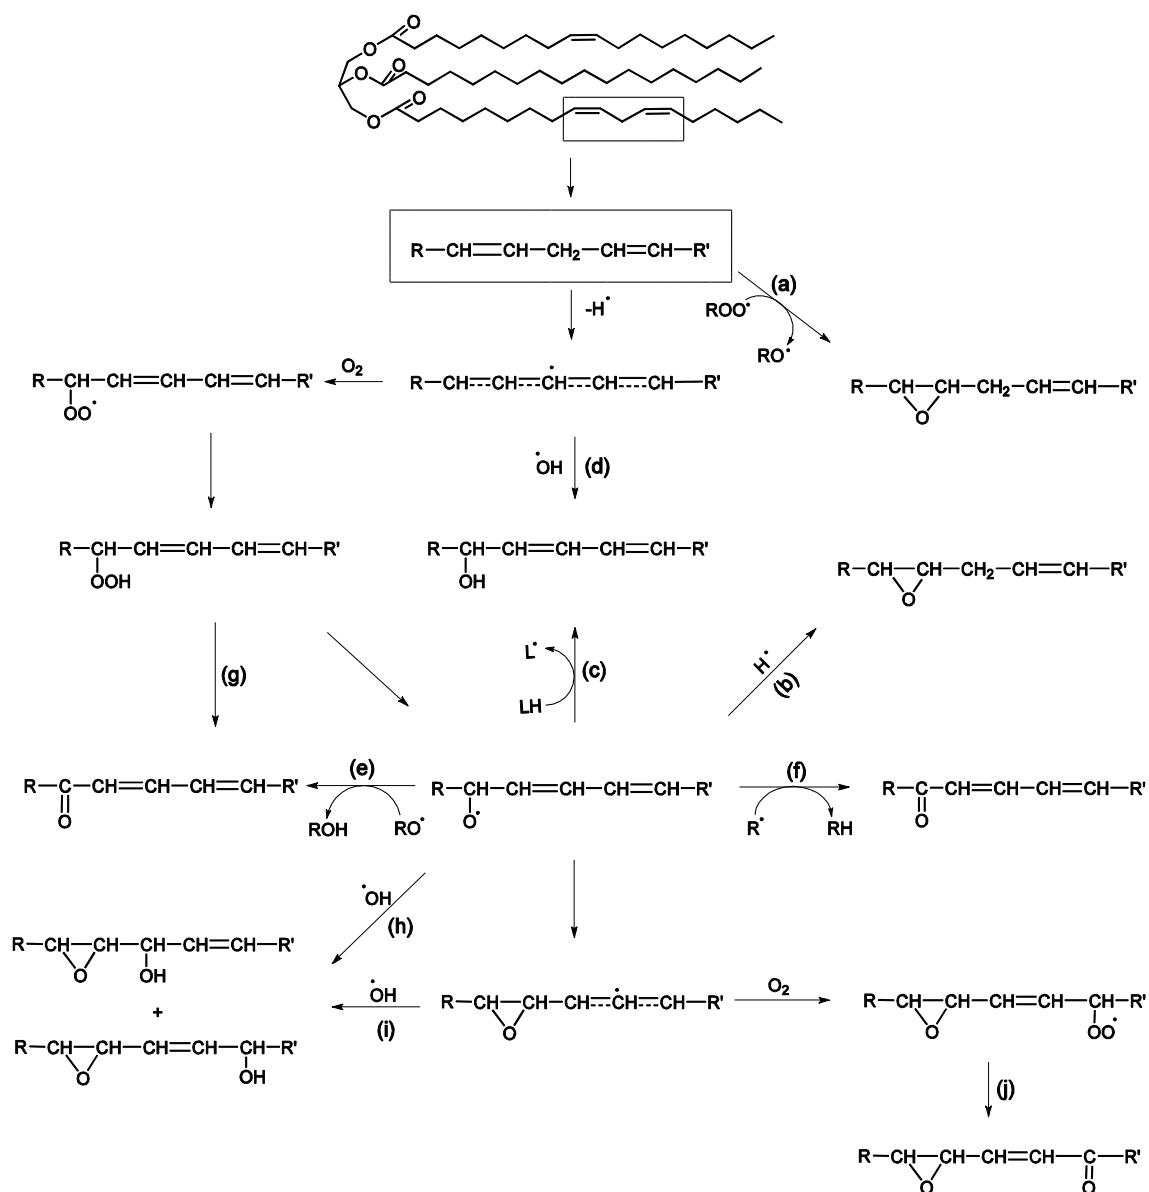 O
O
O
O
O
O
R—CH=CH—CH₂—CH=CH—R'
-H•
(a)
ROO•
RO•
R—CH—CH=CH—CH=CH—R'
OO•
O₂
R—CH---CH---CH---CH---CH—R'
R—CH—CH—CH₂—CH=CH—R'
O
•OH
(d)
R—CH—CH=CH—CH=CH—R'
OOH
R—CH—CH=CH—CH=CH—R'
OH
R—CH—CH—CH₂—CH=CH—R'
O
(g)
L•
LH
(c)
H•
(b)
R—C—CH=CH—CH=CH—R'
O
(e)
ROH
RO•
R—CH—CH=CH—CH=CH—R'
O•
(f)
R•
RH
R—C—CH=CH—CH=CH—R'
O
•OH
(h)
R—CH—CH—CH—CH=CH—R'
O
OH
+
R—CH—CH—CH=CH—CH—R'
O
OH
•OH
(i)
R—CH—CH—CH---CH---CH—R'
O
O₂
R—CH—CH—CH=CH—CH—R'
O
OO•
(j)
R—CH—CH—CH=CH—C—R'
O
O